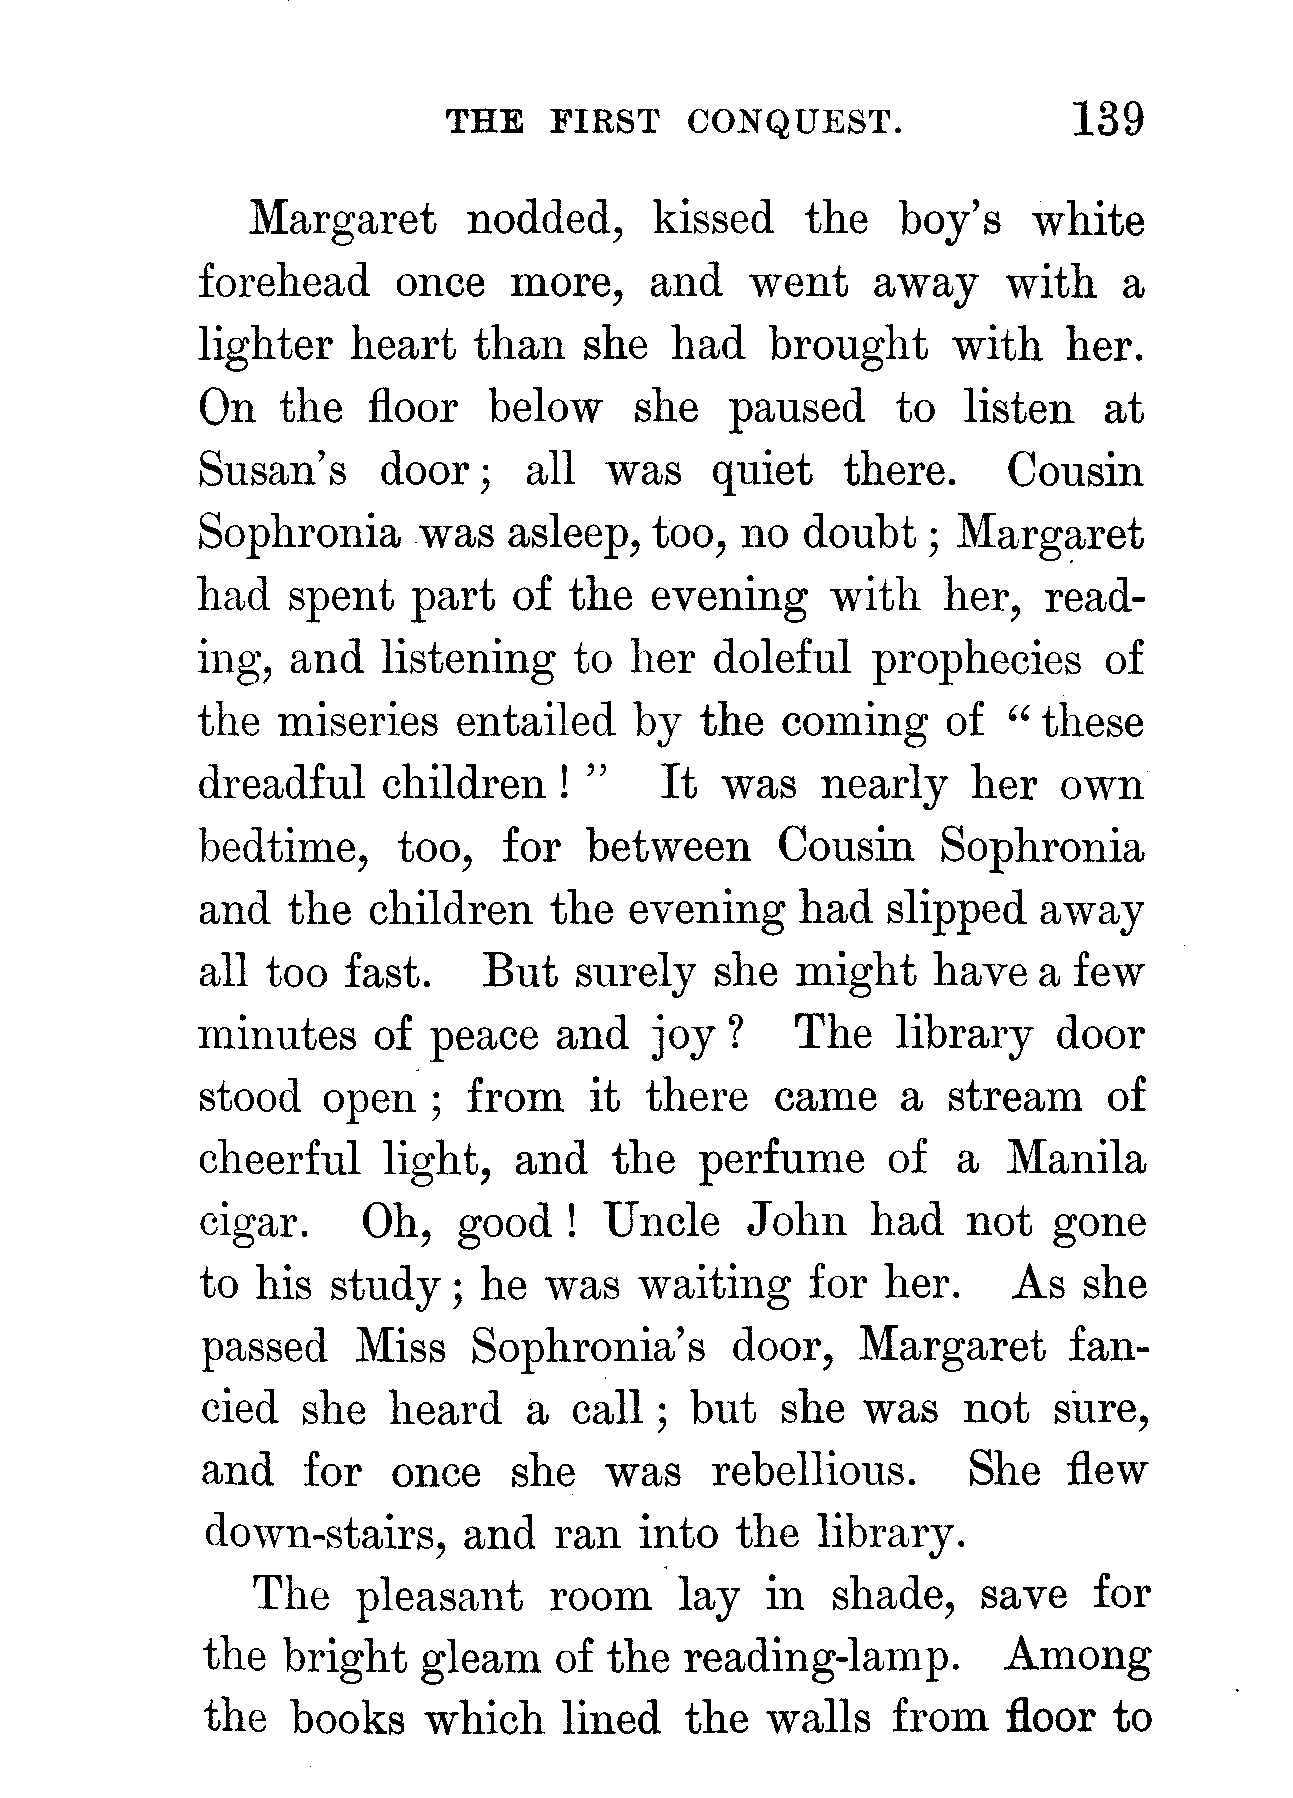 THE FIRST CONQUEST. 139
Margaret nodded, kissed the boy's white
forehead once more, and went away with a
lighter heart than she had brought with her.
On the floor below she paused to listen at
Susan's door; all was quiet there. Cousin
Sophronia was asleep, too, no doubt; Margaret
had spent part of the evening with her, read-
ing, and listening to her doleful prophecies of
the miseries entailed by the coming of "these
dreadful children!" It was nearly her own
bedtime, too, for between Cousin Sophronia
and the children the evening had slipped away
all too fast. But surely she might have a few
minutes of peace and joy? The library door
stood open; from it there came a stream of
cheerful light, and the perfume of a Manila
cigar. Oh, good! Uncle John had not gone
to his study; he was waiting for her. As she
passed Miss Sophronia's door, Margaret fan-
cied she heard a call; but she was not sure,
and for once she was rebellious. She flew
down-stairs, and ran into the library.
The pleasant room lay in shade, save for
the bright gleam of the reading-lamp. Among
the books which lined the walls from floor to